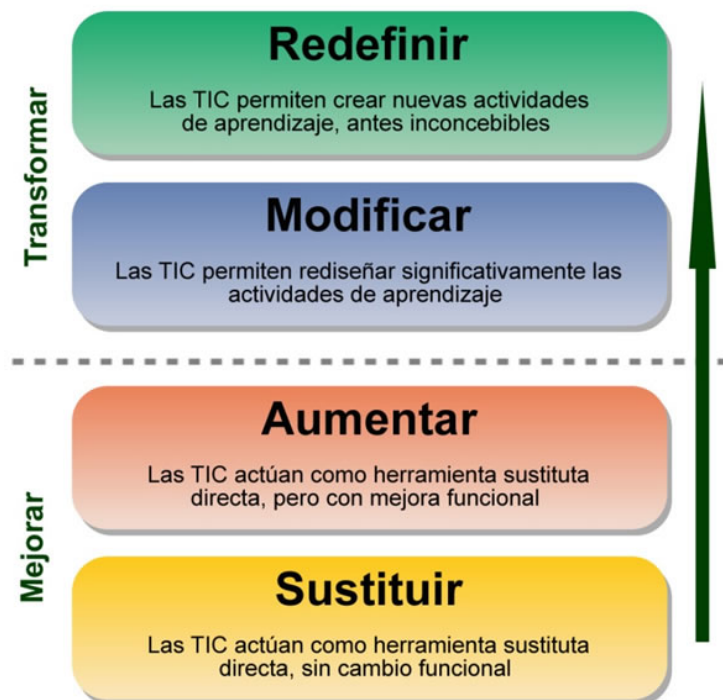 Transformar
Redefinir
Las TIC permiten crear nuevas actividades
de aprendizaje, antes inconcebibles
Modificar
Las TIC permiten rediseñar significativamente las
actividades de aprendizaje
Mejorar
Aumentar
Las TIC actúan como herramienta sustituta
directa, pero con mejora funcional
Sustituir
Las TIC actúan como herramienta sustituta
directa, sin cambio funcional